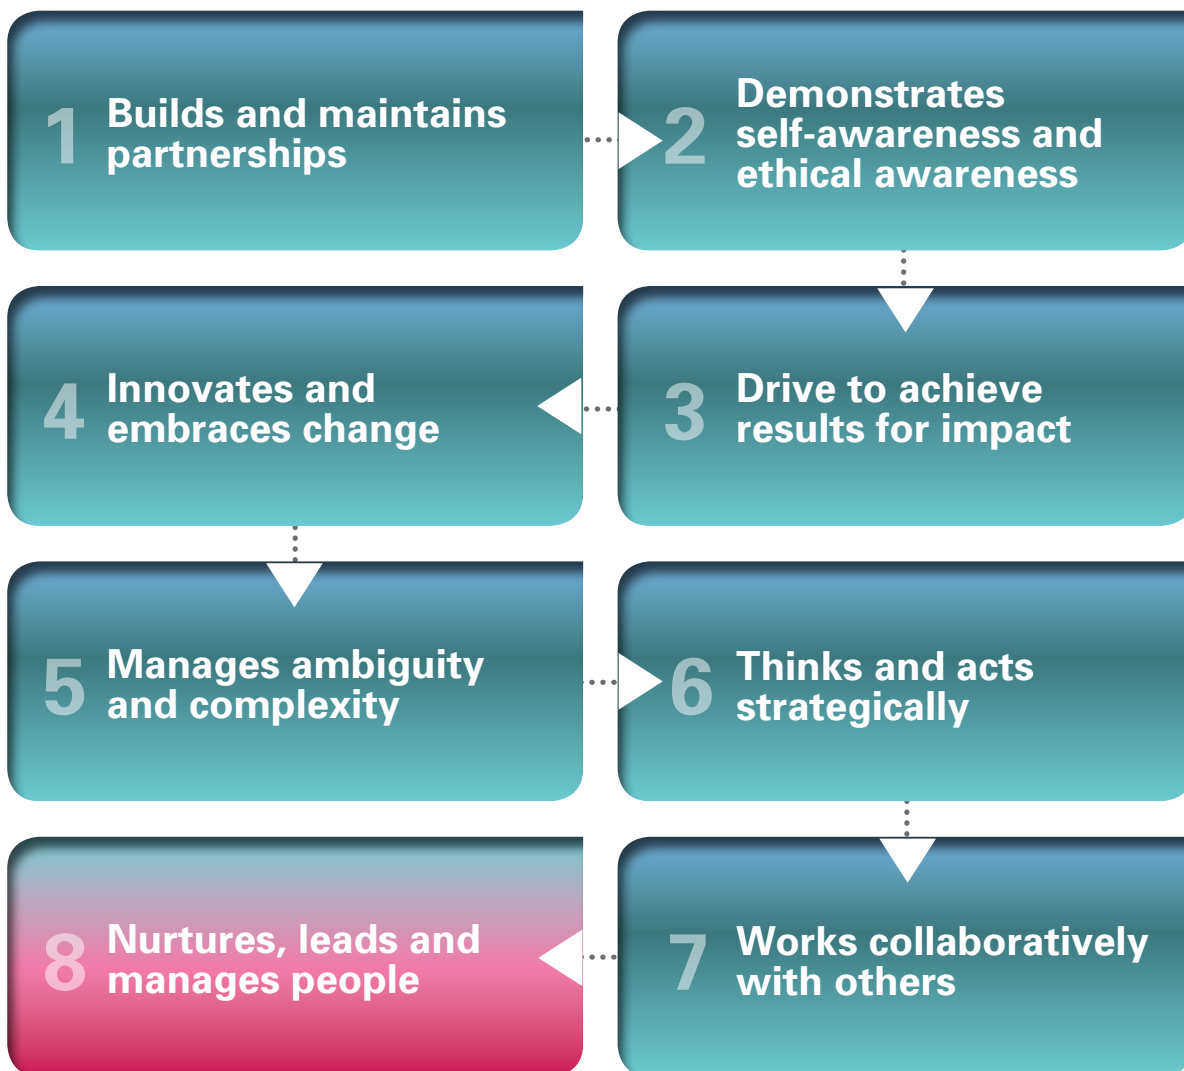 1 Builds and maintains
partnerships
2 Demonstrates
self-awareness and
ethical awareness
3 Drive to achieve
results for impact
4 Innovates and
embraces change
5 Manages ambiguity
and complexity
6 Thinks and acts
strategically
7 Works collaboratively
with others
8 Nurtures, leads and
manages people